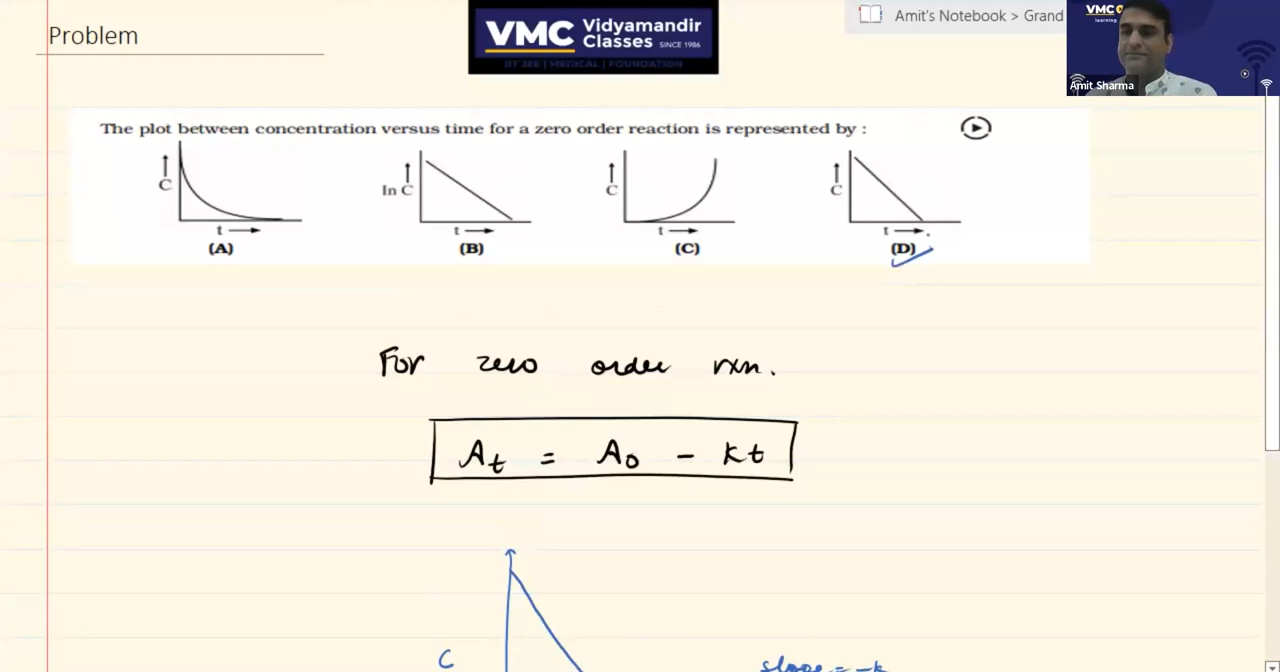 Problem
VMC Vidyamandir Classes SINCE 1986
IIT JEE | MEDICAL | FOUNDATION
Amit's Notebook > Grand
VMC
learning
Amit Sharma
The plot between concentration versus time for a zero order reaction is represented by :
C
t
(A)
ln C
t
(B)
C
t
(C)
C
t
(D)
For zero order rxn.
At = A0 - kt
C
slope = -k